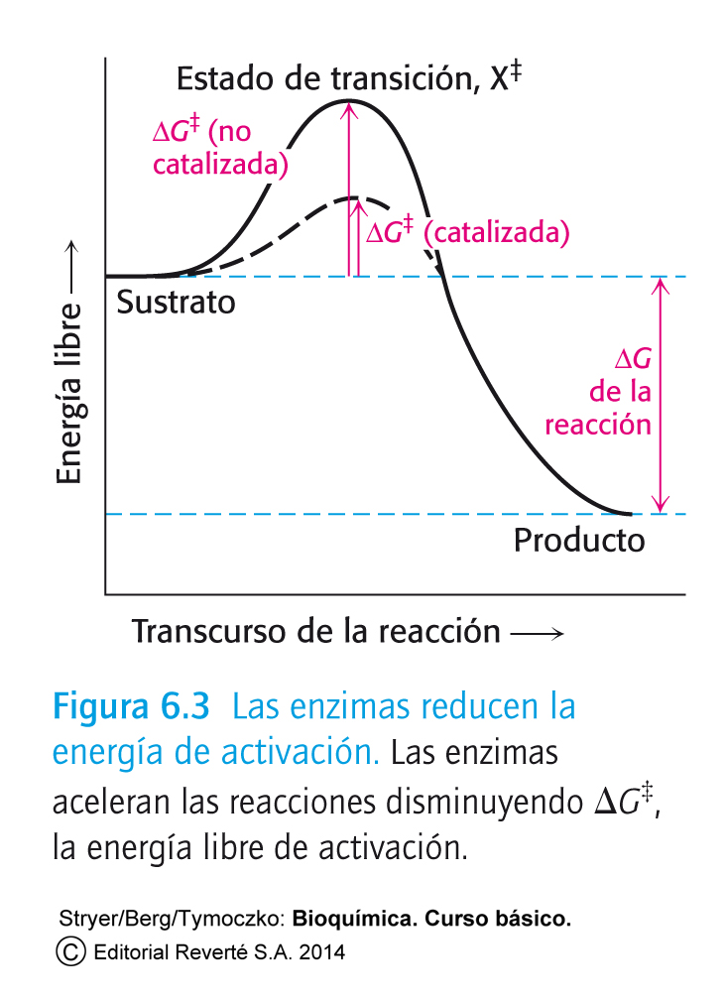 Estado de transición, X‡
ΔG‡ (no
catalizada)
ΔG‡ (catalizada)
Sustrato
Energía libre
ΔG
de la
reacción
Producto
Transcurso de la reacción
Figura 6.3 Las enzimas reducen la
energía de activación. Las enzimas
aceleran las reacciones disminuyendo ΔG‡,
la energía libre de activación.
Stryer/Berg/Tymoczko: Bioquímica. Curso básico.
© Editorial Reverté S.A. 2014